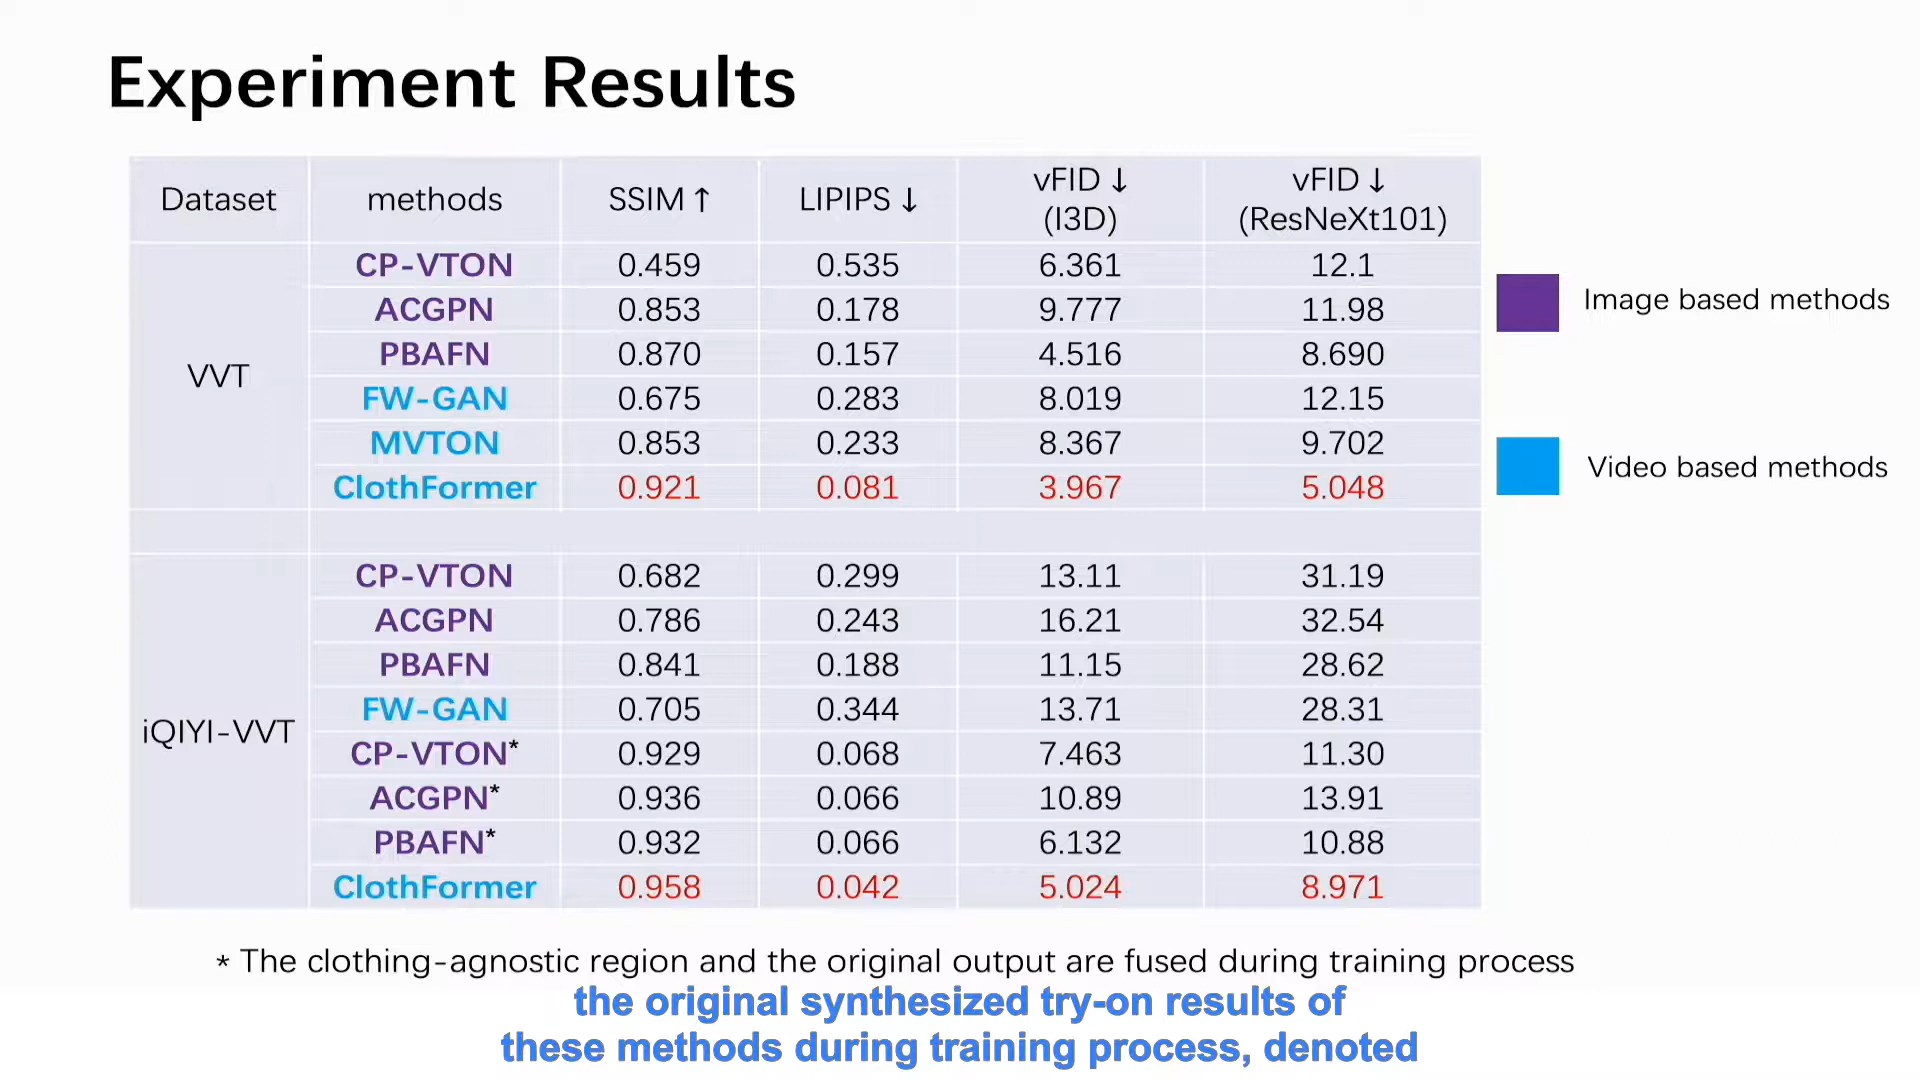 Experiment Results
Dataset methods SSIM↑ LIPIPS↓ vFID↓ (I3D) vFID↓ (ResNeXt101)
VVT
CP-VTON 0.459 0.535 6.361 12.1
ACGPN 0.853 0.178 9.777 11.98
PBAFN 0.870 0.157 4.516 8.690
FW-GAN 0.675 0.283 8.019 12.15
MVTON 0.853 0.233 8.367 9.702
ClothFormer 0.921 0.081 3.967 5.048
iQIYI-VVT
CP-VTON 0.682 0.299 13.11 31.19
ACGPN 0.786 0.243 16.21 32.54
PBAFN 0.841 0.188 11.15 28.62
FW-GAN 0.705 0.344 13.71 28.31
CP-VTON* 0.929 0.068 7.463 11.30
ACGPN* 0.936 0.066 10.89 13.91
PBAFN* 0.932 0.066 6.132 10.88
ClothFormer 0.958 0.042 5.024 8.971
Image based methods
Video based methods
* The clothing-agnostic region and the original output are fused during training process
the original synthesized try-on results of
these methods during training process, denoted